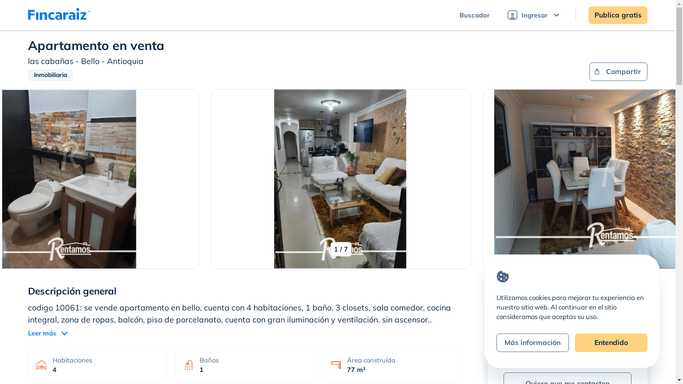 Fincaraiz
Buscador
Ingresar
Publica gratis
Apartamento en venta
las cabañas - Bello - Antioquia
Inmobiliaria
Compartir
Rentamos
Rentamos
Rentamos
1 / 7
Descripción general
codigo 10061: se vende apartamento en bello, cuenta con 4 habitaciones, 1 baño, 3 closets, sala comedor, cocina
integral, zona de ropas, balcón, piso de porcelanato, cuenta con gran iluminación y ventilación. sin ascensor..
Leer más
Habitaciones
4
Baños
1
Área construida
77 m²
Utilizamos cookies para mejorar tu experiencia en
nuestro sitio web. Al continuar en el sitio
consideramos que aceptas su uso.
Más información
Entendido
Quiero que me contacten